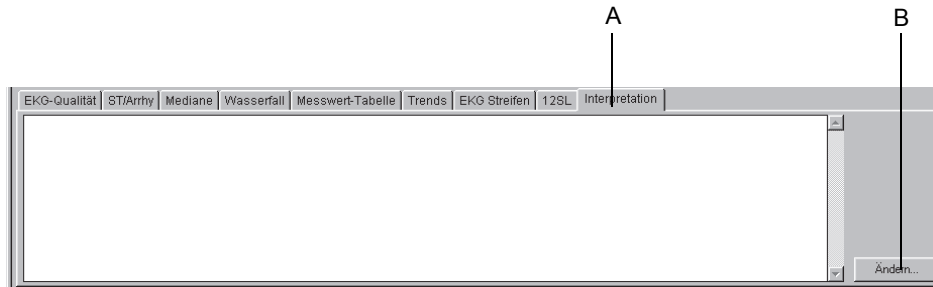 A B
EKG-Qualität ST/Arrhy Mediane Wasserfall Messwert-Tabelle Trends EKG Streifen 12SL Interpretation
Ändern...